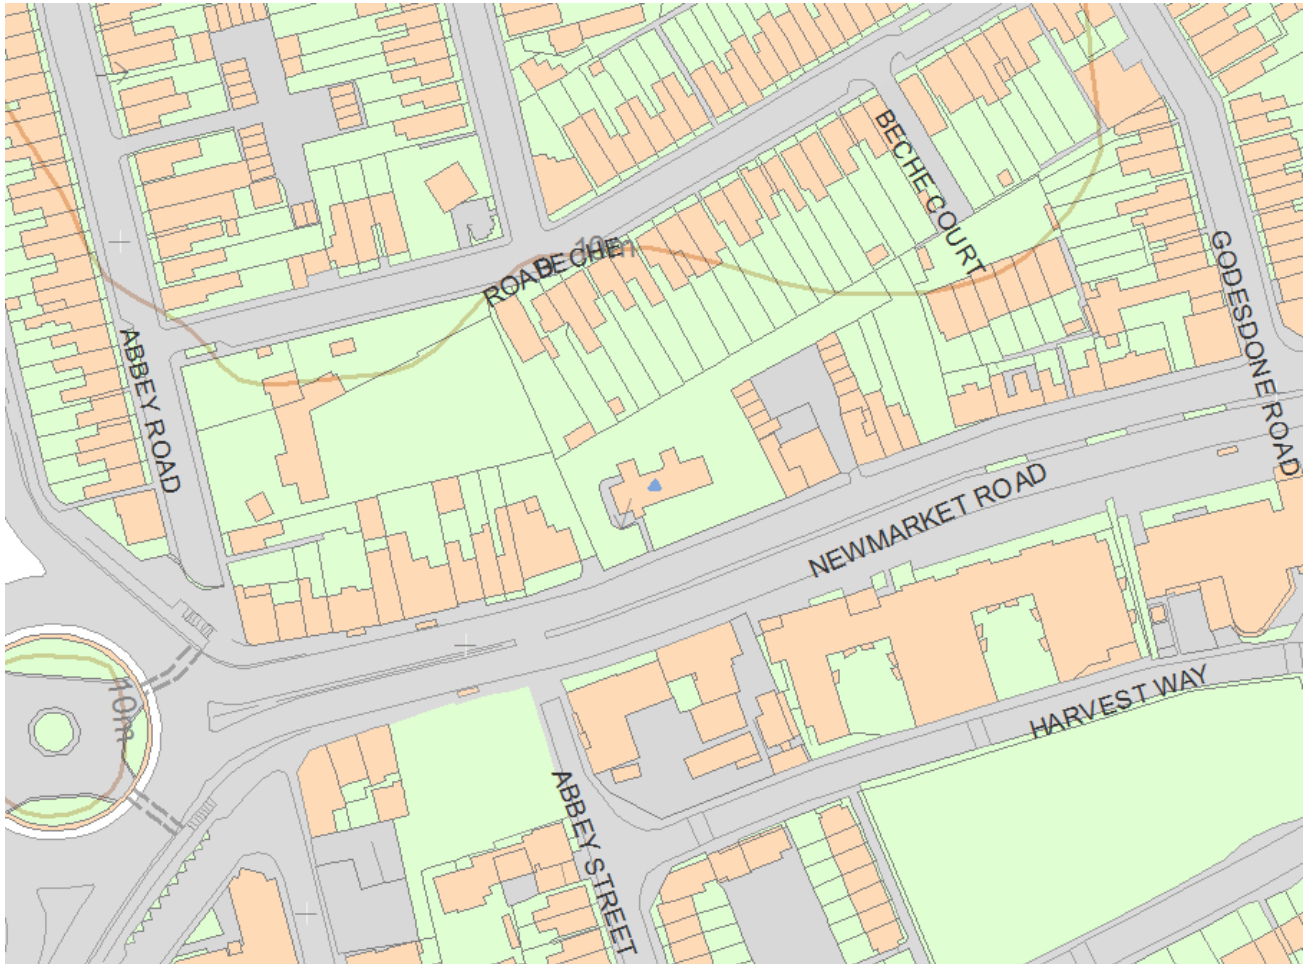 BECHE COURT
BECHE
ROAD
10m
GODESDONE ROAD
ABBEY ROAD
NEWMARKET ROAD
10m
HARVEST WAY
ABBEY STREET